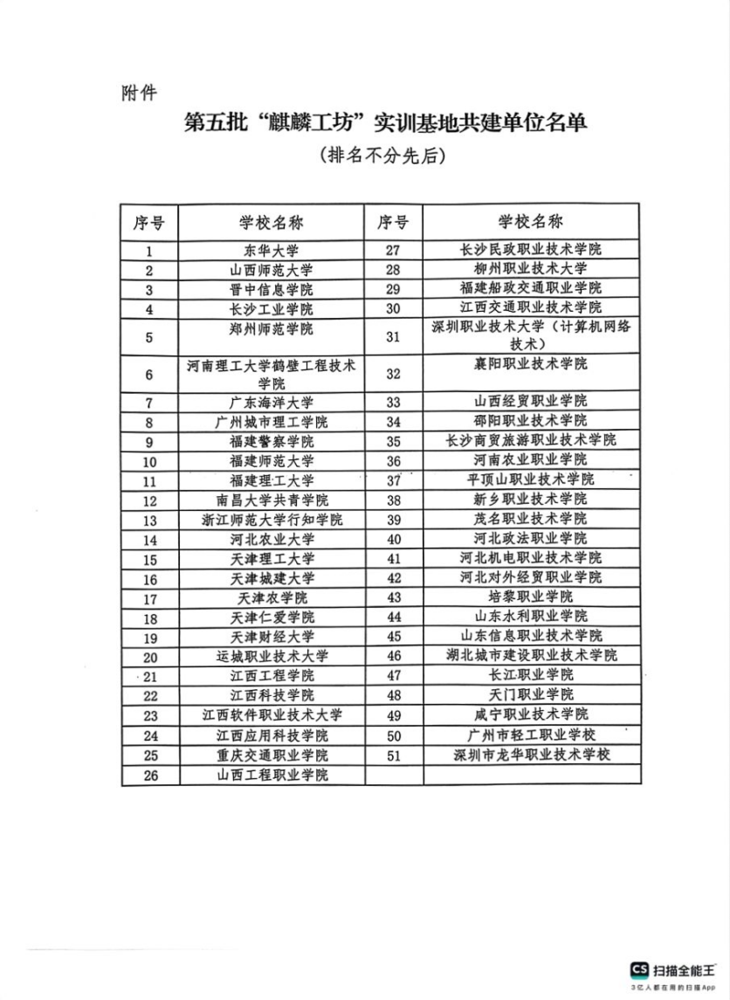 附件
第五批“麒麟工坊”实训基地共建单位名单
(排名不分先后)
序号 学校名称 序号 学校名称
1 东华大学 27 长沙民政职业技术学院
2 山西师范大学 28 柳州职业技术大学
3 晋中信息学院 29 福建船政交通职业学院
4 长沙工业学院 30 江西交通职业技术学院
5 郑州师范学院 31 深圳职业技术大学（计算机网络
技术）
6 河南理工大学鹤壁工程技术 32 襄阳职业技术学院
学院
7 广东海洋大学 33 山西经贸职业学院
8 广州城市理工学院 34 邵阳职业技术学院
9 福建警察学院 35 长沙商贸旅游职业技术学院
10 福建师范大学 36 河南农业职业学院
11 福建理工大学 37 平顶山职业技术学院
12 南昌大学共青学院 38 新乡职业技术学院
13 浙江师范大学行知学院 39 茂名职业技术学院
14 河北农业大学 40 河北政法职业学院
15 天津理工大学 41 河北机电职业技术学院
16 天津城建大学 42 河北对外经贸职业学院
17 天津农学院 43 培黎职业学院
18 天津仁爱学院 44 山东水利职业学院
19 天津财经大学 45 山东信息职业技术学院
20 运城职业技术大学 46 湖北城市建设职业技术学院
21 江西工程学院 47 长江职业学院
22 江西科技学院 48 天门职业学院
23 江西软件职业技术大学 49 咸宁职业技术学院
24 江西应用科技学院 50 广州市轻工职业学校
25 重庆交通职业学院 51 深圳市龙华职业技术学校
26 山西工程职业学院
CS 扫描全能王
3亿人都在用的扫描App